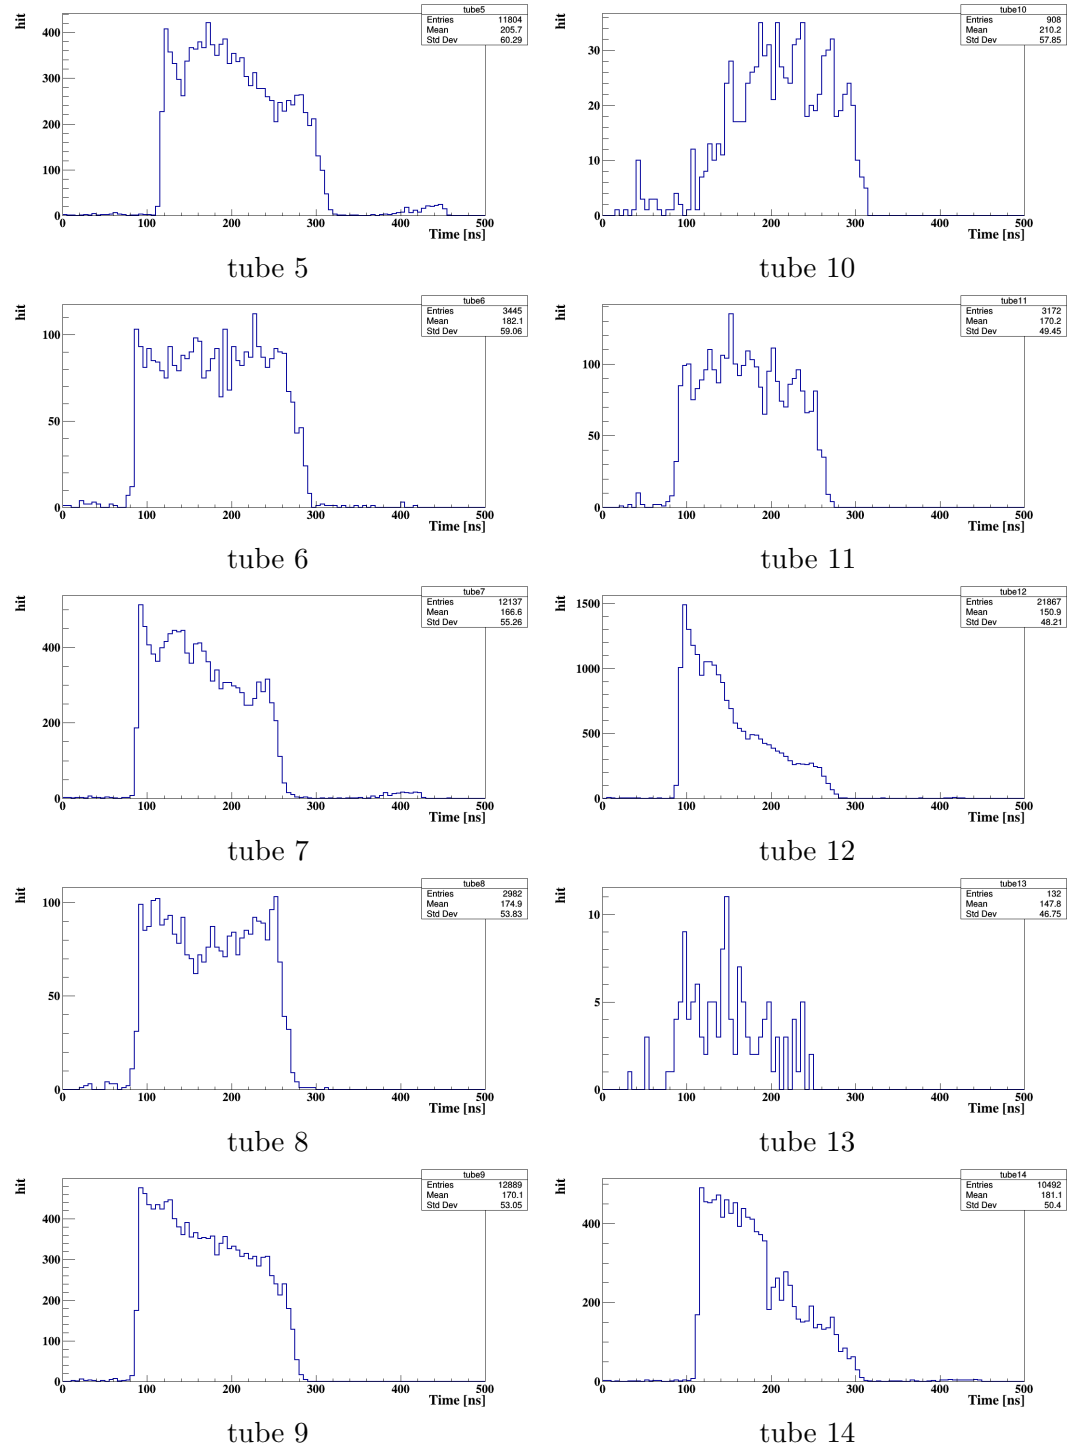 hit
tube5
Entries 11804
Mean 205.7
Std Dev 60.29
400
300
200
100
0
0 100 200 300 400 500
Time [ns]
tube 5
hit
tube10
Entries 908
Mean 210.2
Std Dev 57.85
30
20
10
0
0 100 200 300 400 500
Time [ns]
tube 10
hit
tube6
Entries 3445
Mean 182.1
Std Dev 59.06
100
50
0
0 100 200 300 400 500
Time [ns]
tube 6
hit
tube11
Entries 3172
Mean 170.2
Std Dev 49.45
100
50
0
0 100 200 300 400 500
Time [ns]
tube 11
hit
tube7
Entries 12137
Mean 166.6
Std Dev 55.26
400
200
0
0 100 200 300 400 500
Time [ns]
tube 7
hit
tube12
Entries 21867
Mean 150.9
Std Dev 48.21
1500
1000
500
0
0 100 200 300 400 500
Time [ns]
tube 12
hit
tube8
Entries 2982
Mean 174.9
Std Dev 53.83
100
50
0
0 100 200 300 400 500
Time [ns]
tube 8
hit
tube13
Entries 132
Mean 147.8
Std Dev 46.75
10
5
0
0 100 200 300 400 500
Time [ns]
tube 13
hit
tube9
Entries 12889
Mean 170.1
Std Dev 53.05
400
300
200
100
0
0 100 200 300 400 500
Time [ns]
tube 9
hit
tube14
Entries 10492
Mean 181.1
Std Dev 50.4
400
200
0
0 100 200 300 400 500
Time [ns]
tube 14